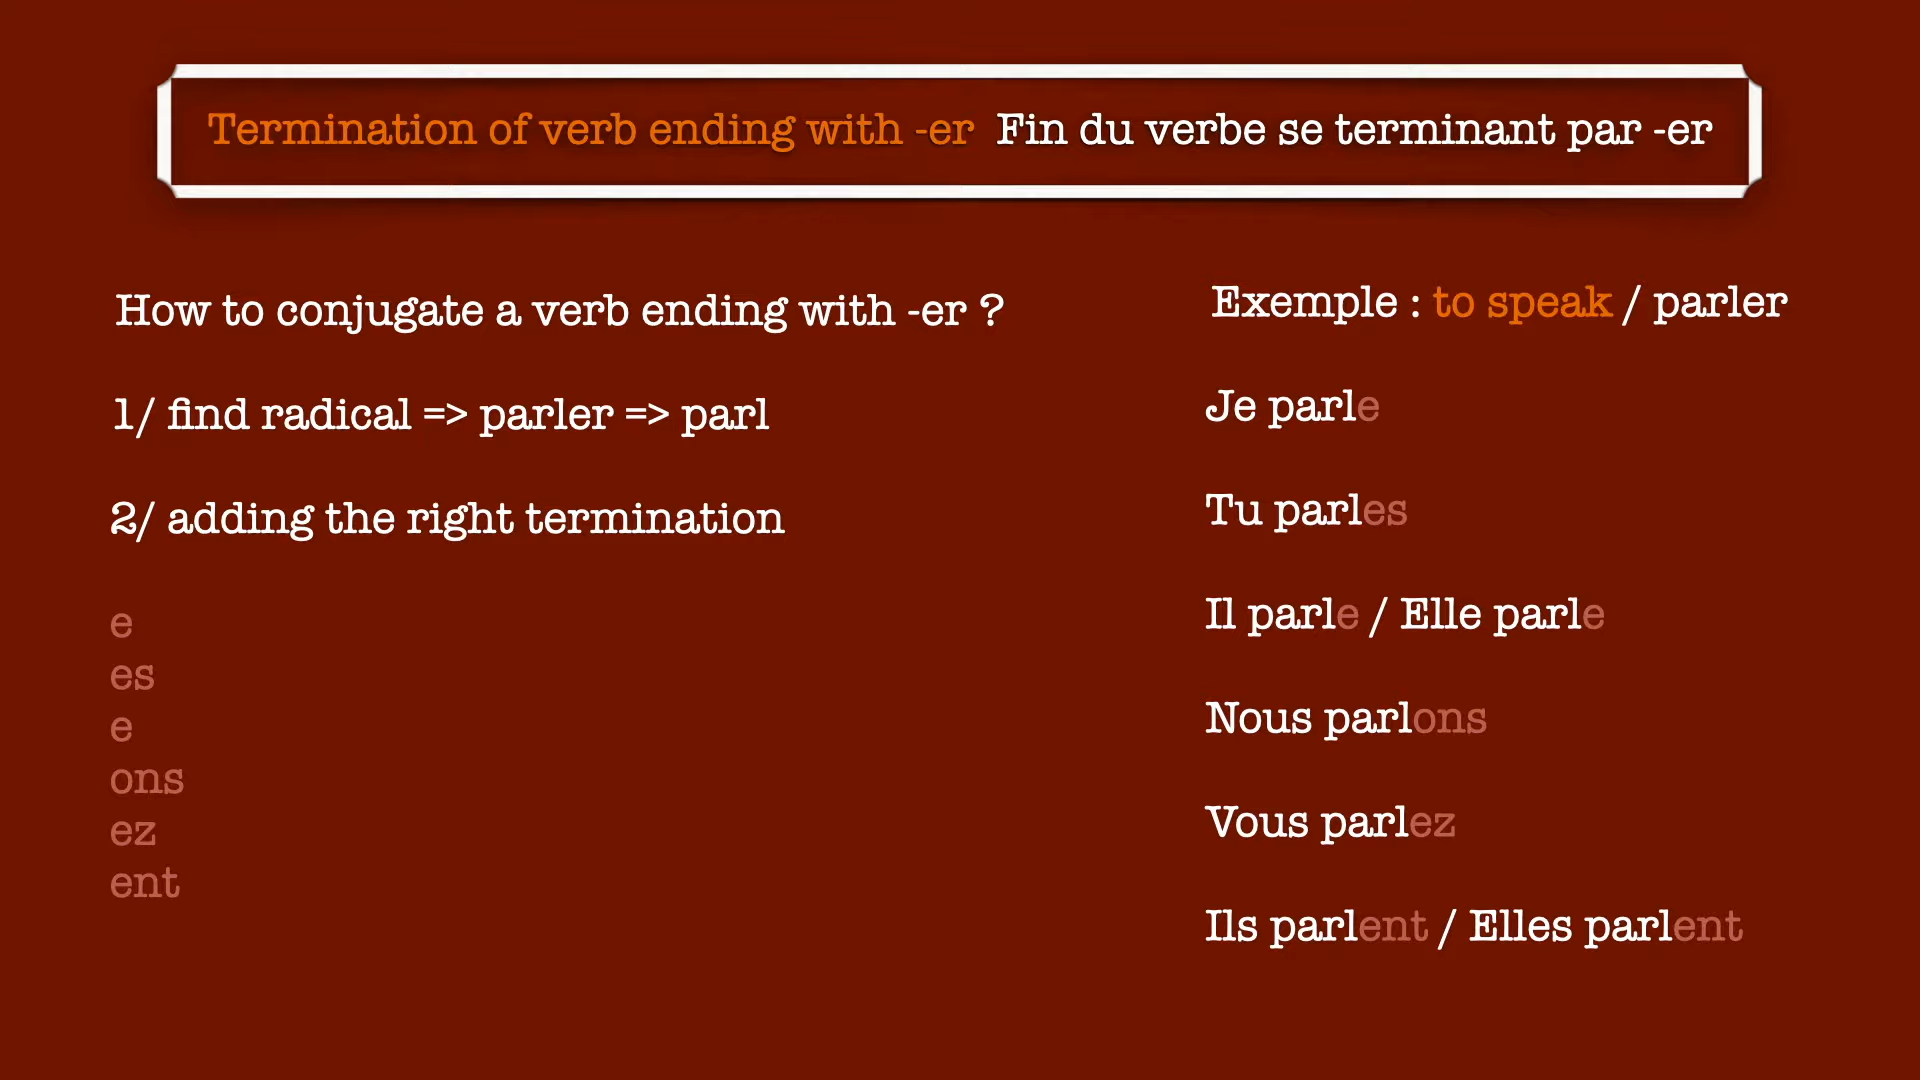 Termination of verb ending with -er Fin du verbe se terminant par -er
How to conjugate a verb ending with -er ?
1/ find radical => parler => parl
2/ adding the right termination
e
es
e
ons
ez
ent
Exemple : to speak / parler
Je parle
Tu parles
Il parle / Elle parle
Nous parlons
Vous parlez
Ils parlent / Elles parlent